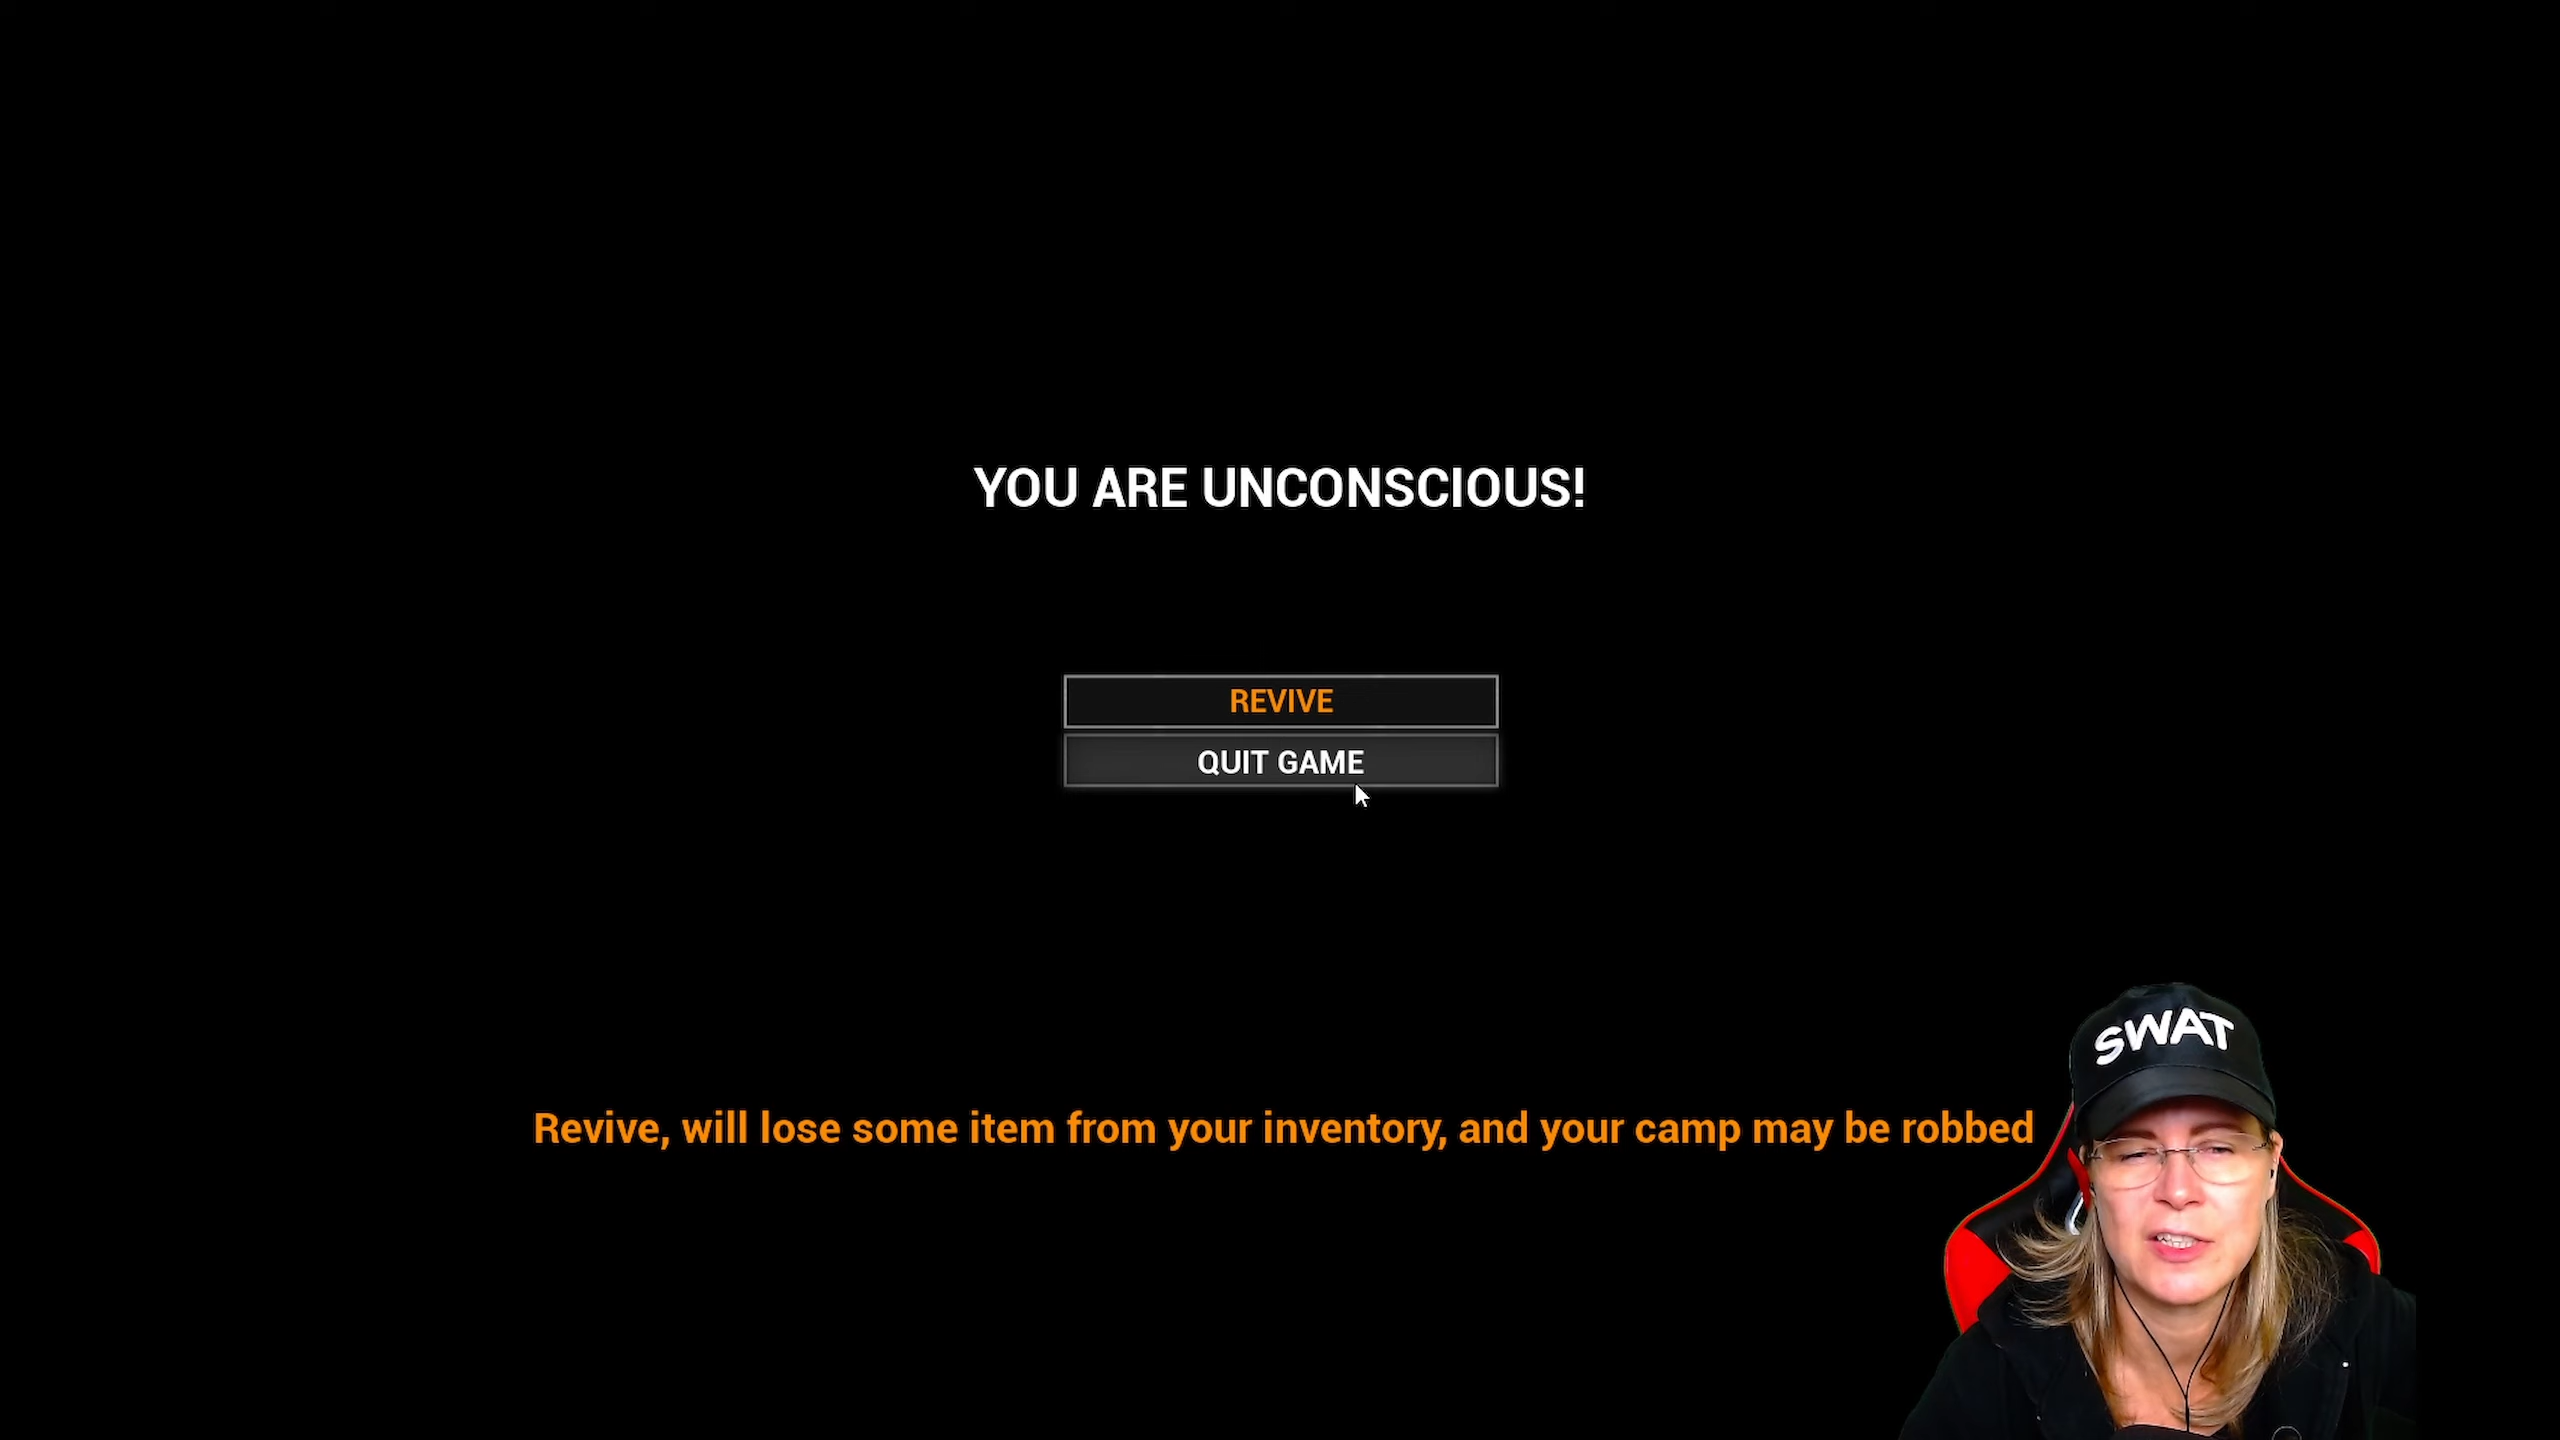 YOU ARE UNCONSCIOUS!
REVIVE
QUIT GAME
SWAT
Revive, will lose some item from your inventory, and your camp may be robbed